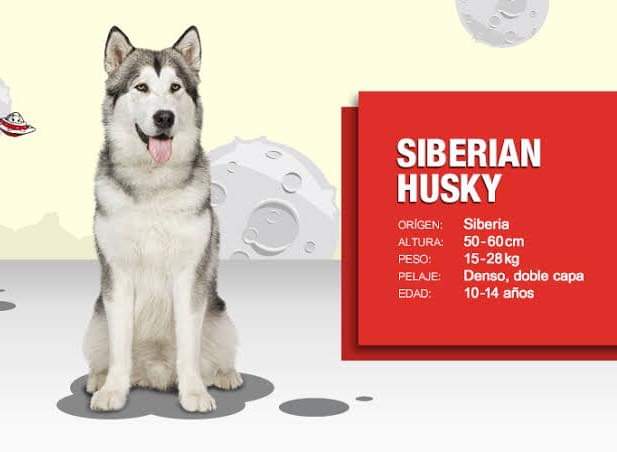 SIBERIAN
HUSKY
ORÍGEN: Siberia
ALTURA: 50-60cm
PESO: 15-28kg
PELAJE: Denso, doble capa
EDAD: 10-14 años